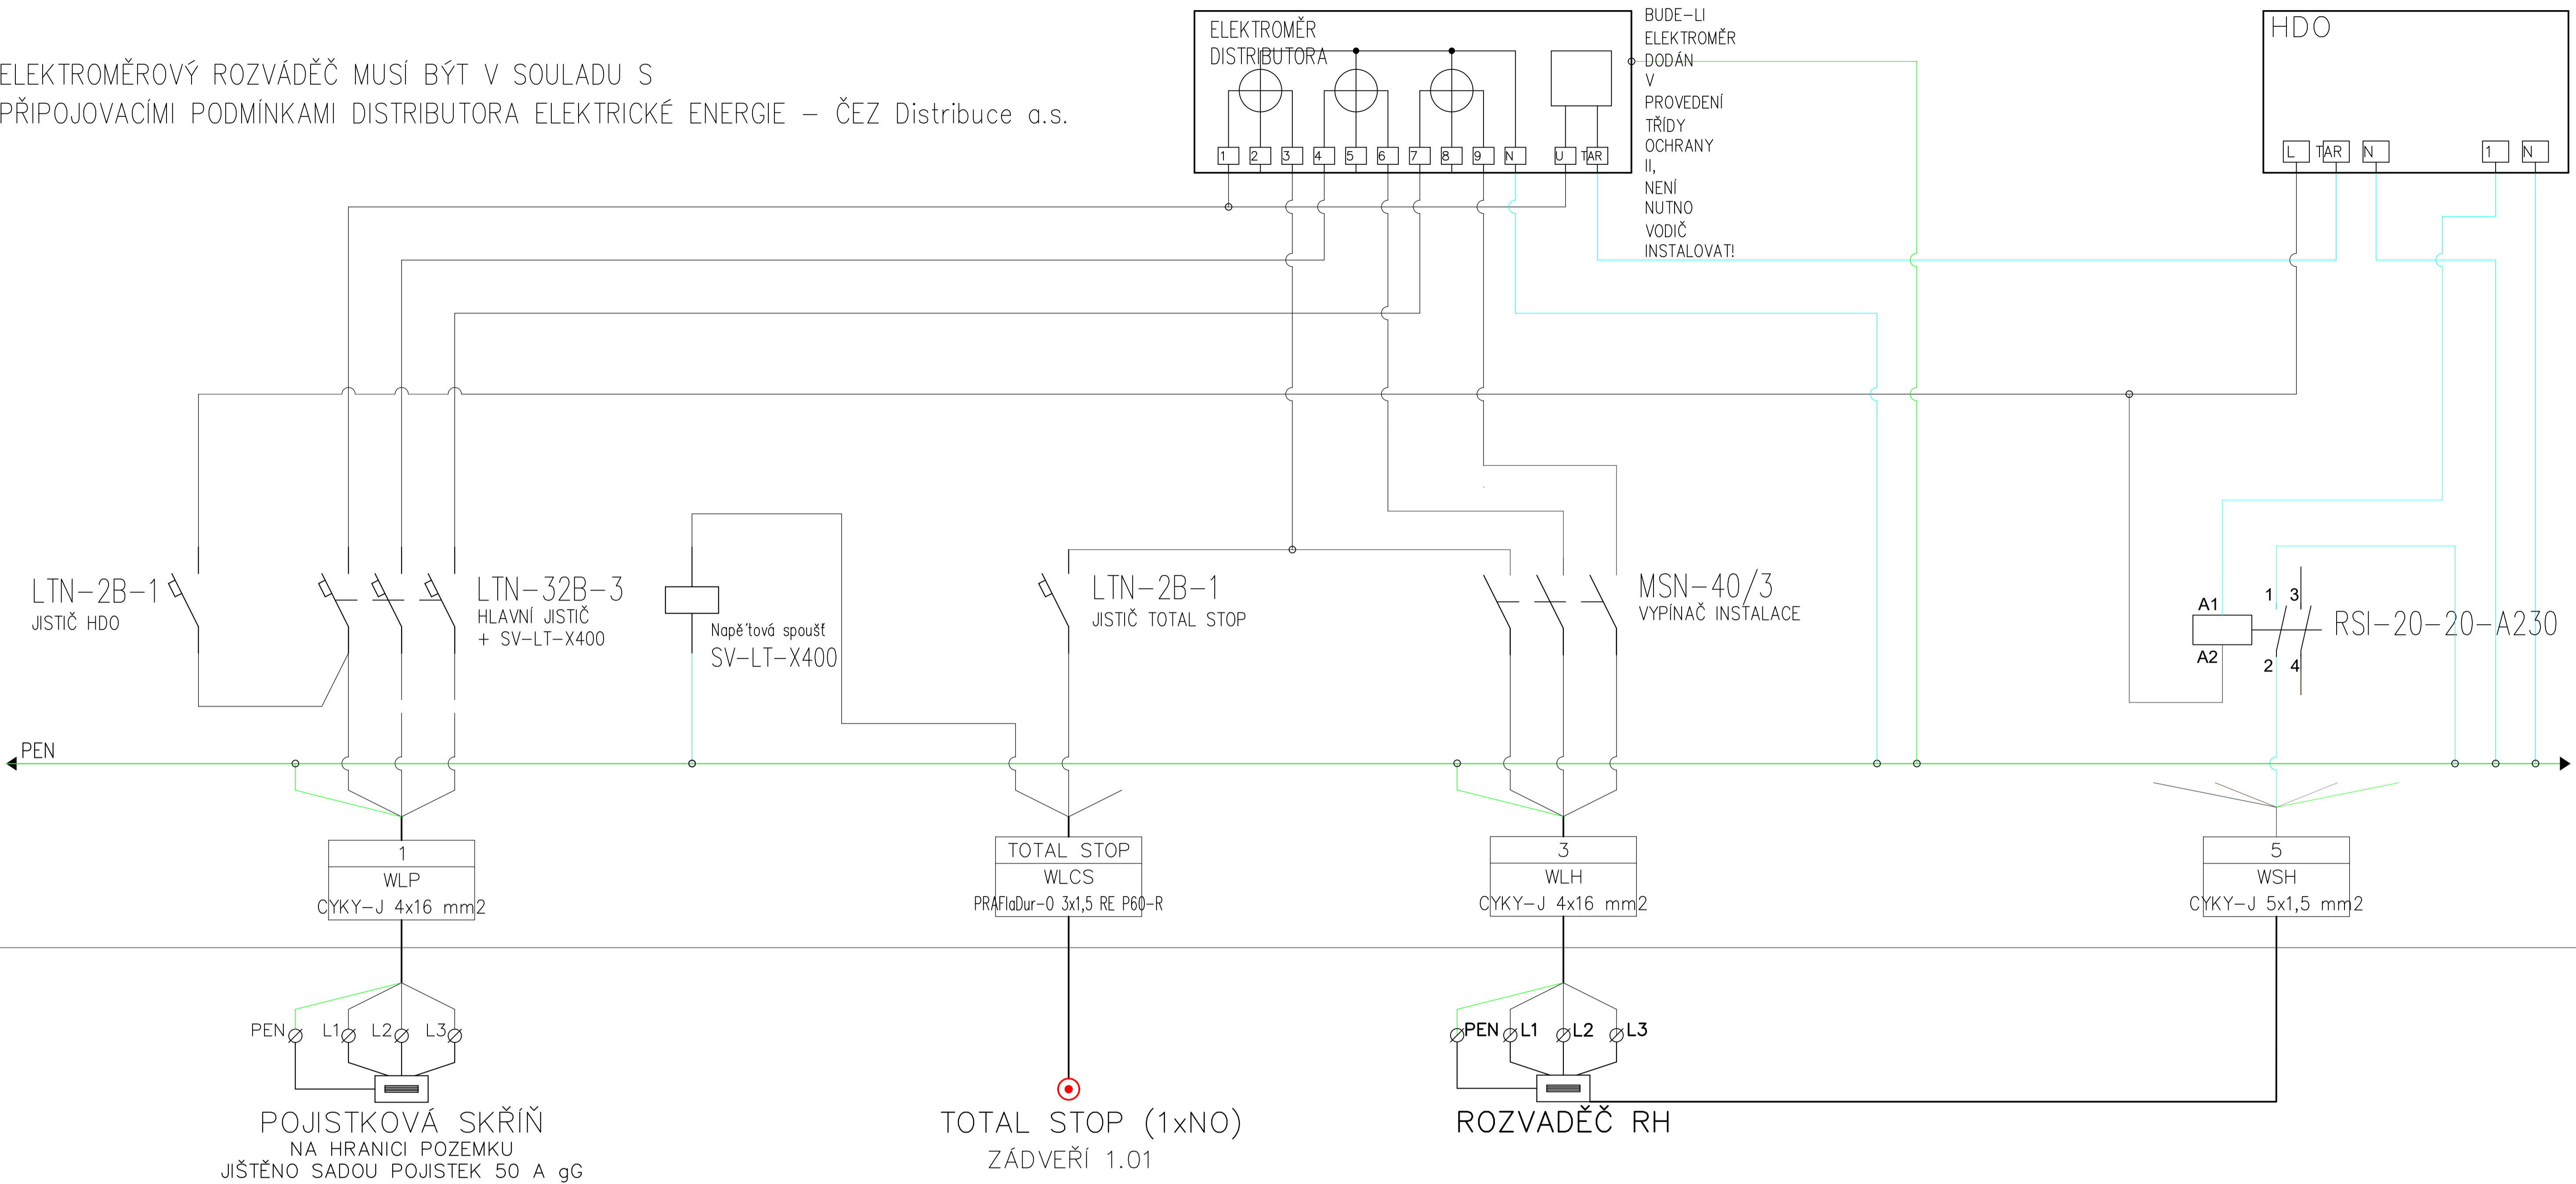 ELEKTROMĚROVÝ ROZVÁDĚČ MUSÍ BÝT V SOULADU S
PŘIPOJOVACÍMI PODMÍNKAMI DISTRIBUTORA ELEKTRICKÉ ENERGIE – ČEZ Distribuce a.s.
ELEKTROMĚR
DISTRIBUTORA
1 2 3 4 5 6 7 8 9 N U TAR
BUDE-LI
ELEKTROMĚR
DODÁN
V
PROVEDENÍ
TŘÍDY
OCHRANY
II,
NENÍ
NUTNO
VODIČ
INSTALOVAT!
HDO
L TAR N 1 N
LTN-2B-1
JISTIČ HDO
LTN-32B-3
HLAVNÍ JISTIČ
+ SV-LT-X400
Napě'tová spoušť
SV-LT-X400
LTN-2B-1
JISTIČ TOTAL STOP
MSN-40/3
VYPÍNAČ INSTALACE
A1
A2
1 3
2 4
RSI-20-20-A230
PEN
1
WLP
CYKY-J 4x16 mm2
TOTAL STOP
WLCS
PRAFlaDur-O 3x1,5 RE P60-R
3
WLH
CYKY-J 4x16 mm2
5
WSH
CYKY-J 5x1,5 mm2
PEN L1 L2 L3
POJISTKOVÁ SKŘÍŇ
NA HRANICI POZEMKU
JIŠTĚNO SADOU POJISTEK 50 A gG
TOTAL STOP (1xNO)
ZÁDVEŘÍ 1.01
PEN L1 L2 L3
ROZVADĚČ RH